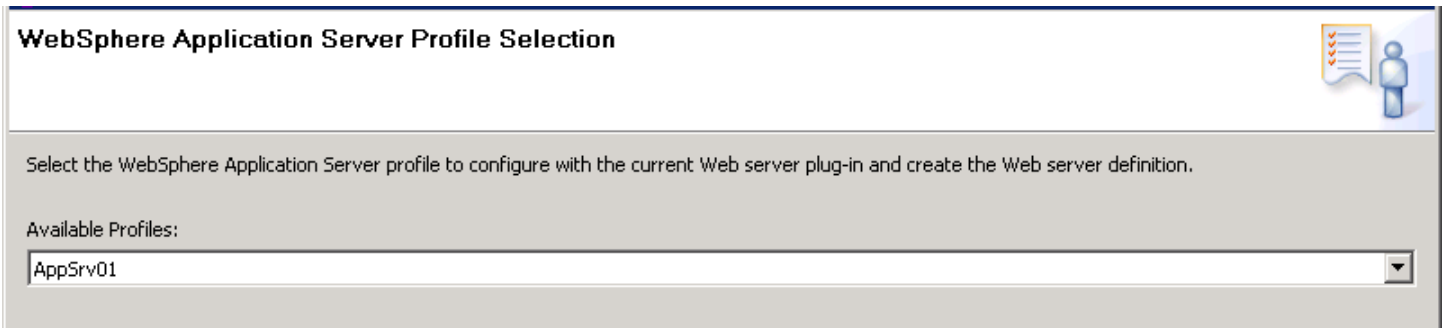 WebSphere Application Server Profile Selection
Select the WebSphere Application Server profile to configure with the current Web server plug-in and create the Web server definition.
Available Profiles:
AppSrv01